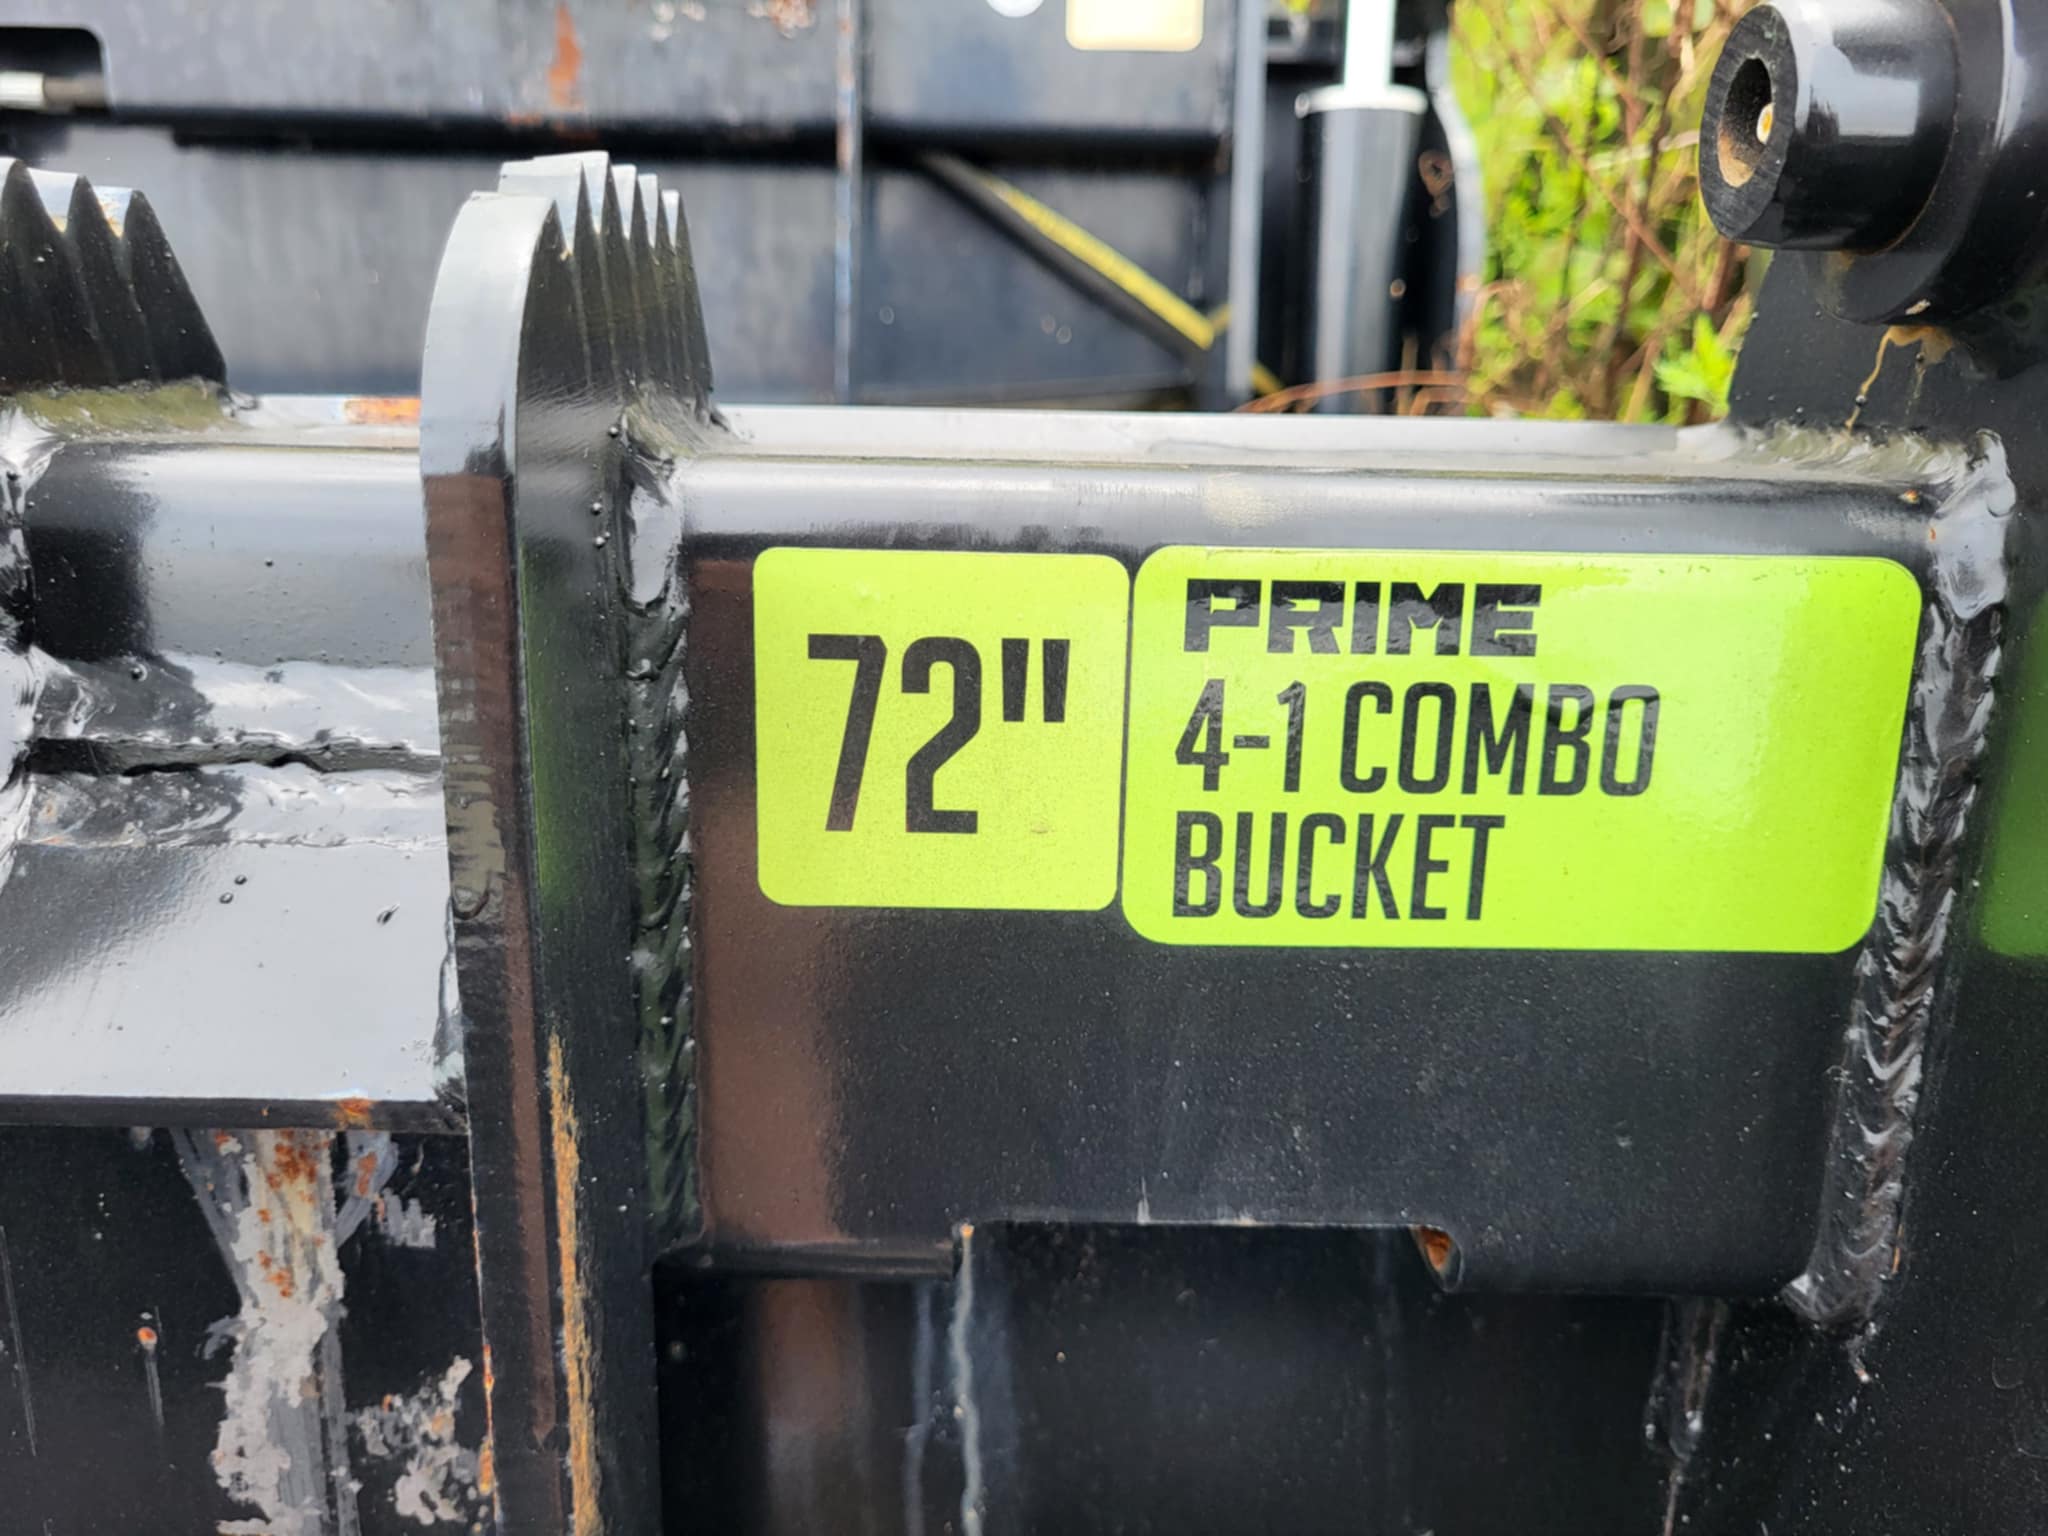 72"
PRIME
4-1 COMBO
BUCKET